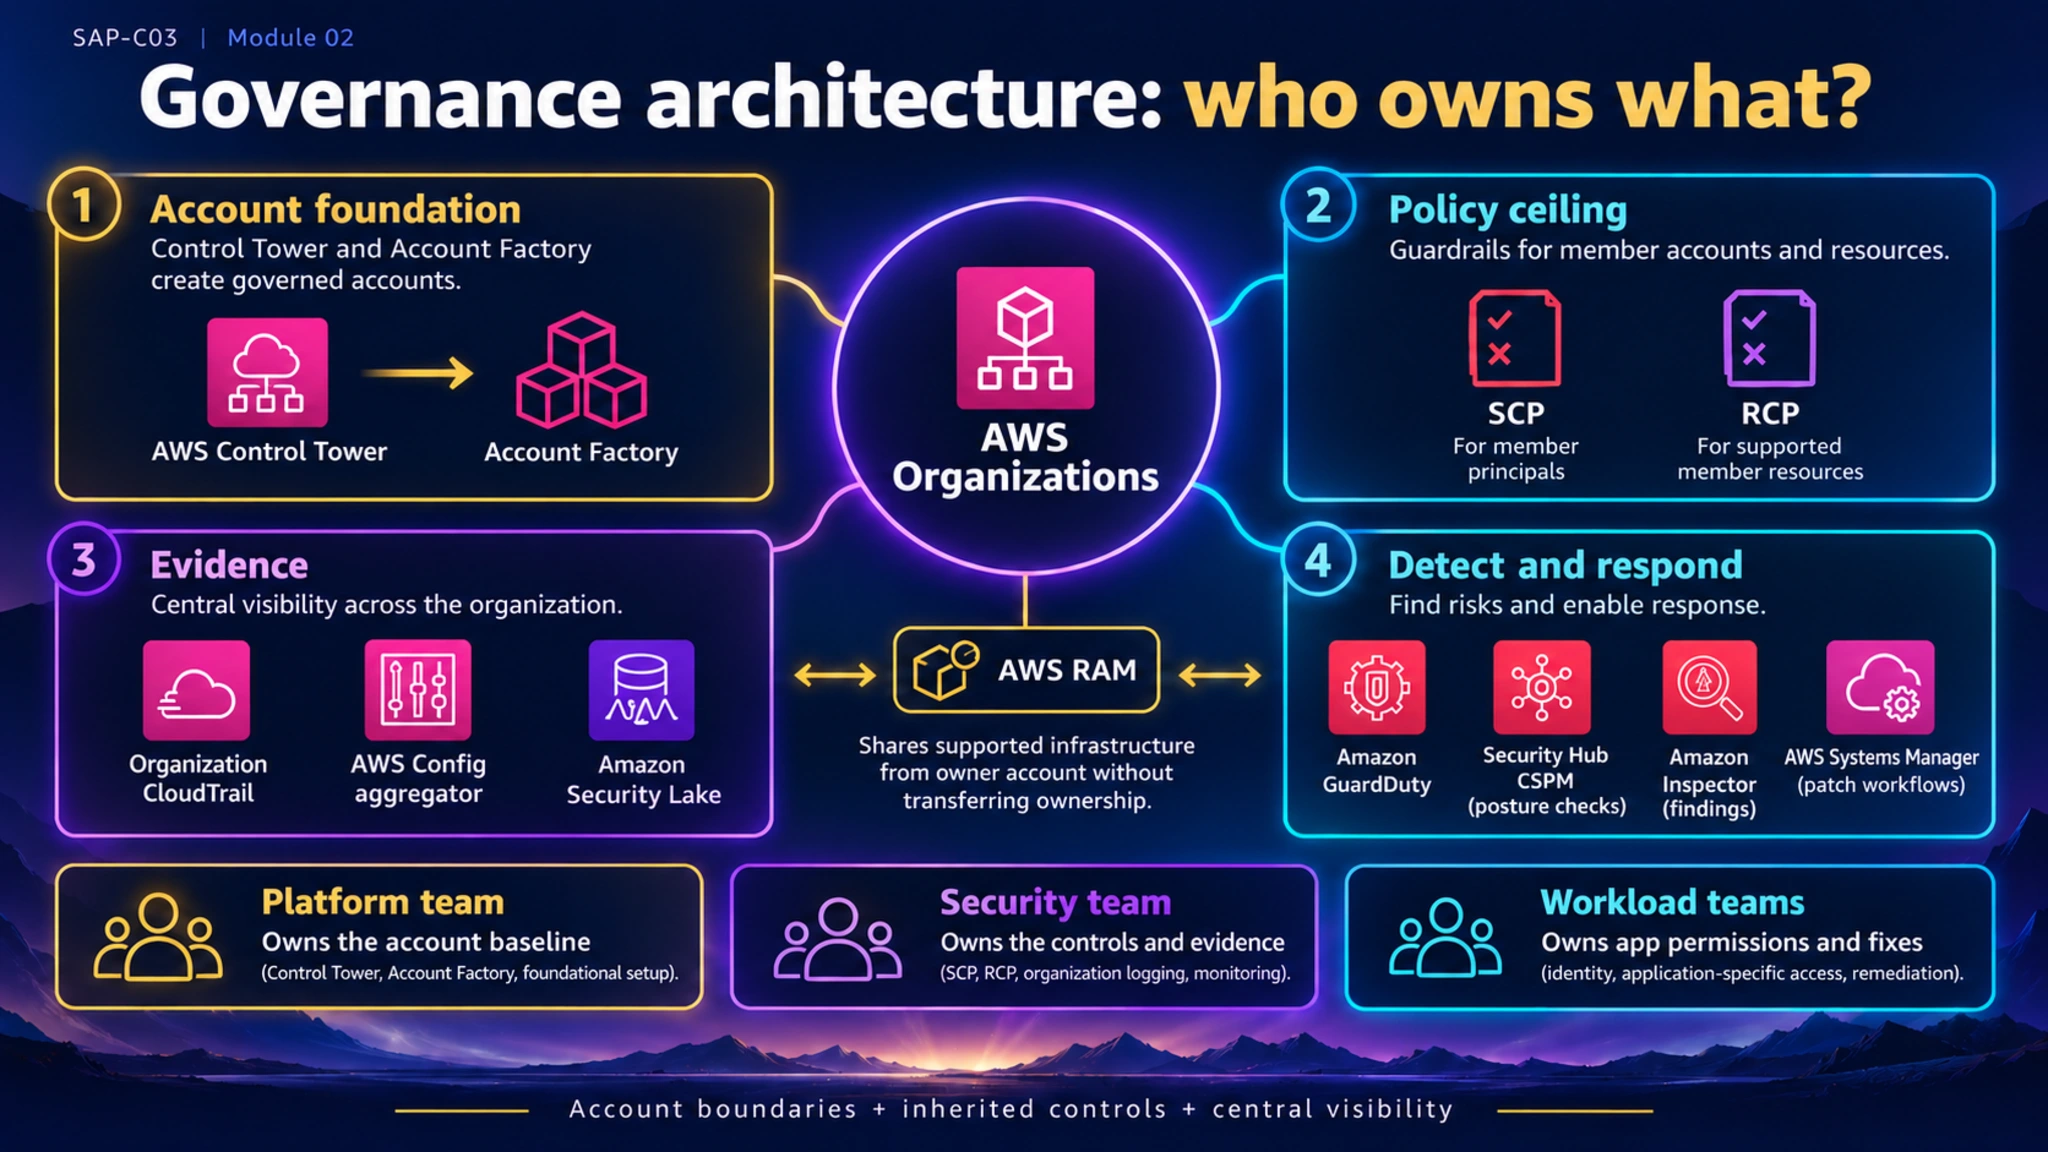 SAP-C03 | Module 02
Governance architecture: who owns what?
1
Account foundation
Control Tower and Account Factory
create governed accounts.
AWS Control Tower
Account Factory
AWS
Organizations
2
Policy ceiling
Guardrails for member accounts and resources.
SCP
For member
principals
RCP
For supported
member resources
3
Evidence
Central visibility across the organization.
Organization
CloudTrail
AWS Config
aggregator
Amazon
Security Lake
AWS RAM
Shares supported infrastructure
from owner account without
transferring ownership.
4
Detect and respond
Find risks and enable response.
Amazon
GuardDuty
Security Hub
CSPM
(posture checks)
Amazon
Inspector
(findings)
AWS Systems Manager
(patch workflows)
Platform team
Owns the account baseline
(Control Tower, Account Factory, foundational setup).
Security team
Owns the controls and evidence
(SCP, RCP, organization logging, monitoring).
Workload teams
Owns app permissions and fixes
(identity, application-specific access, remediation).
Account boundaries + inherited controls + central visibility